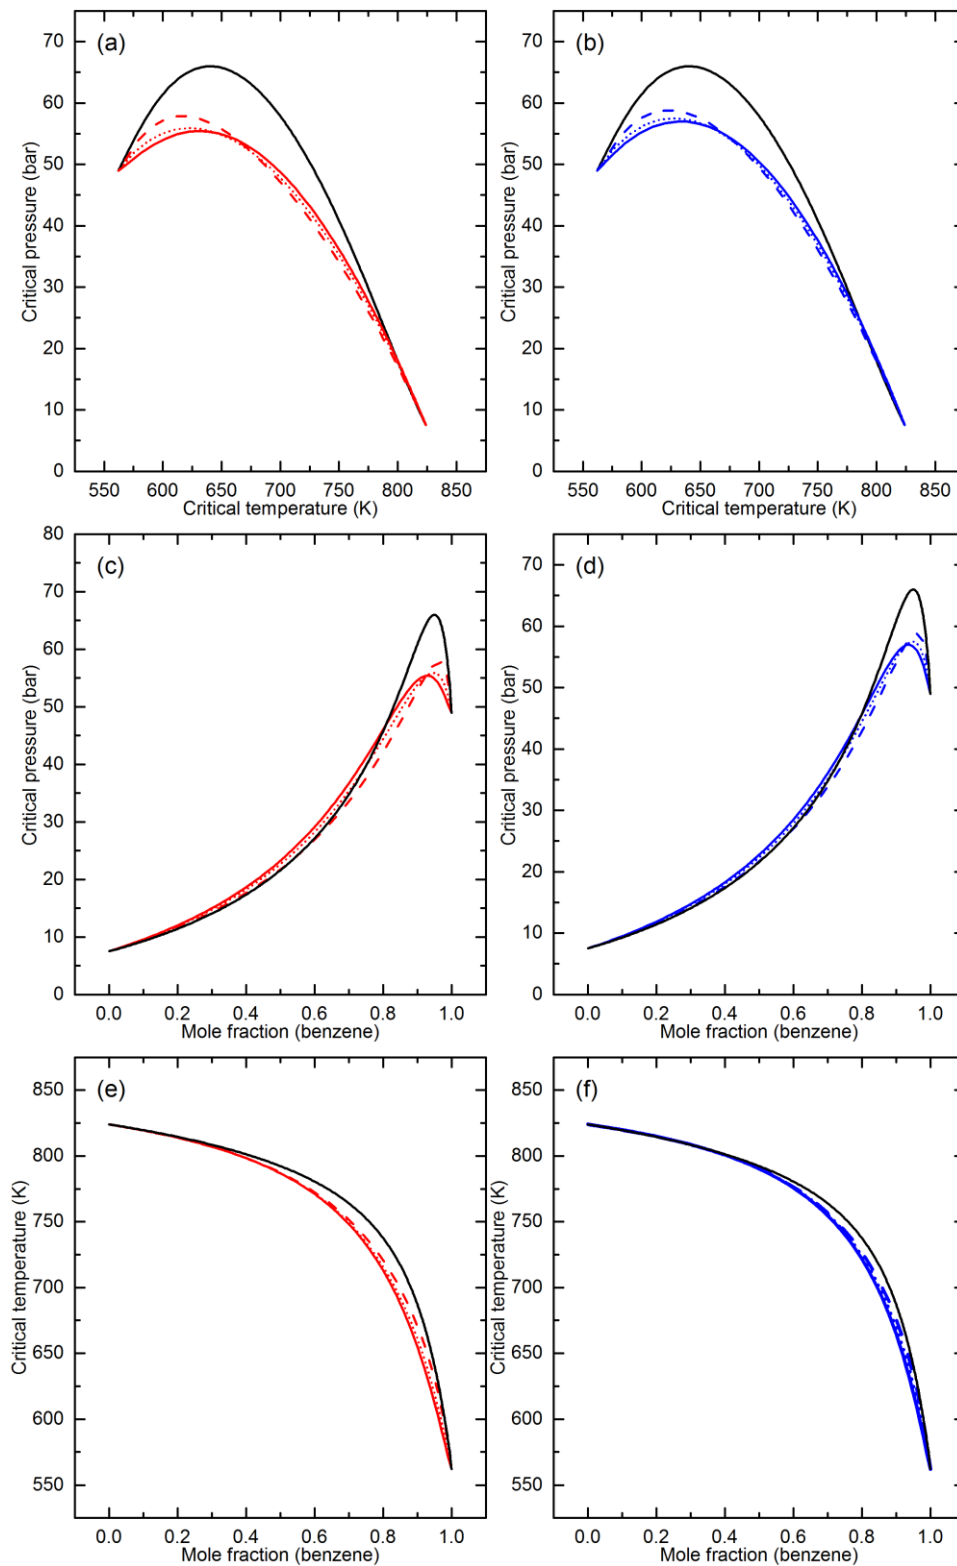 (a)
70
60
50
40
30
20
10
0
Critical pressure (bar)
550 600 650 700 750 800 850
Critical temperature (K)
(b)
70
60
50
40
30
20
10
0
Critical pressure (bar)
550 600 650 700 750 800 850
Critical temperature (K)
(c)
80
70
60
50
40
30
20
10
0
Critical pressure (bar)
0.0 0.2 0.4 0.6 0.8 1.0
Mole fraction (benzene)
(d)
70
60
50
40
30
20
10
0
Critical pressure (bar)
0.0 0.2 0.4 0.6 0.8 1.0
Mole fraction (benzene)
(e)
850
800
750
700
650
600
550
Critical temperature (K)
0.0 0.2 0.4 0.6 0.8 1.0
Mole fraction (benzene)
(f)
850
800
750
700
650
600
550
Critical temperature (K)
0.0 0.2 0.4 0.6 0.8 1.0
Mole fraction (benzene)